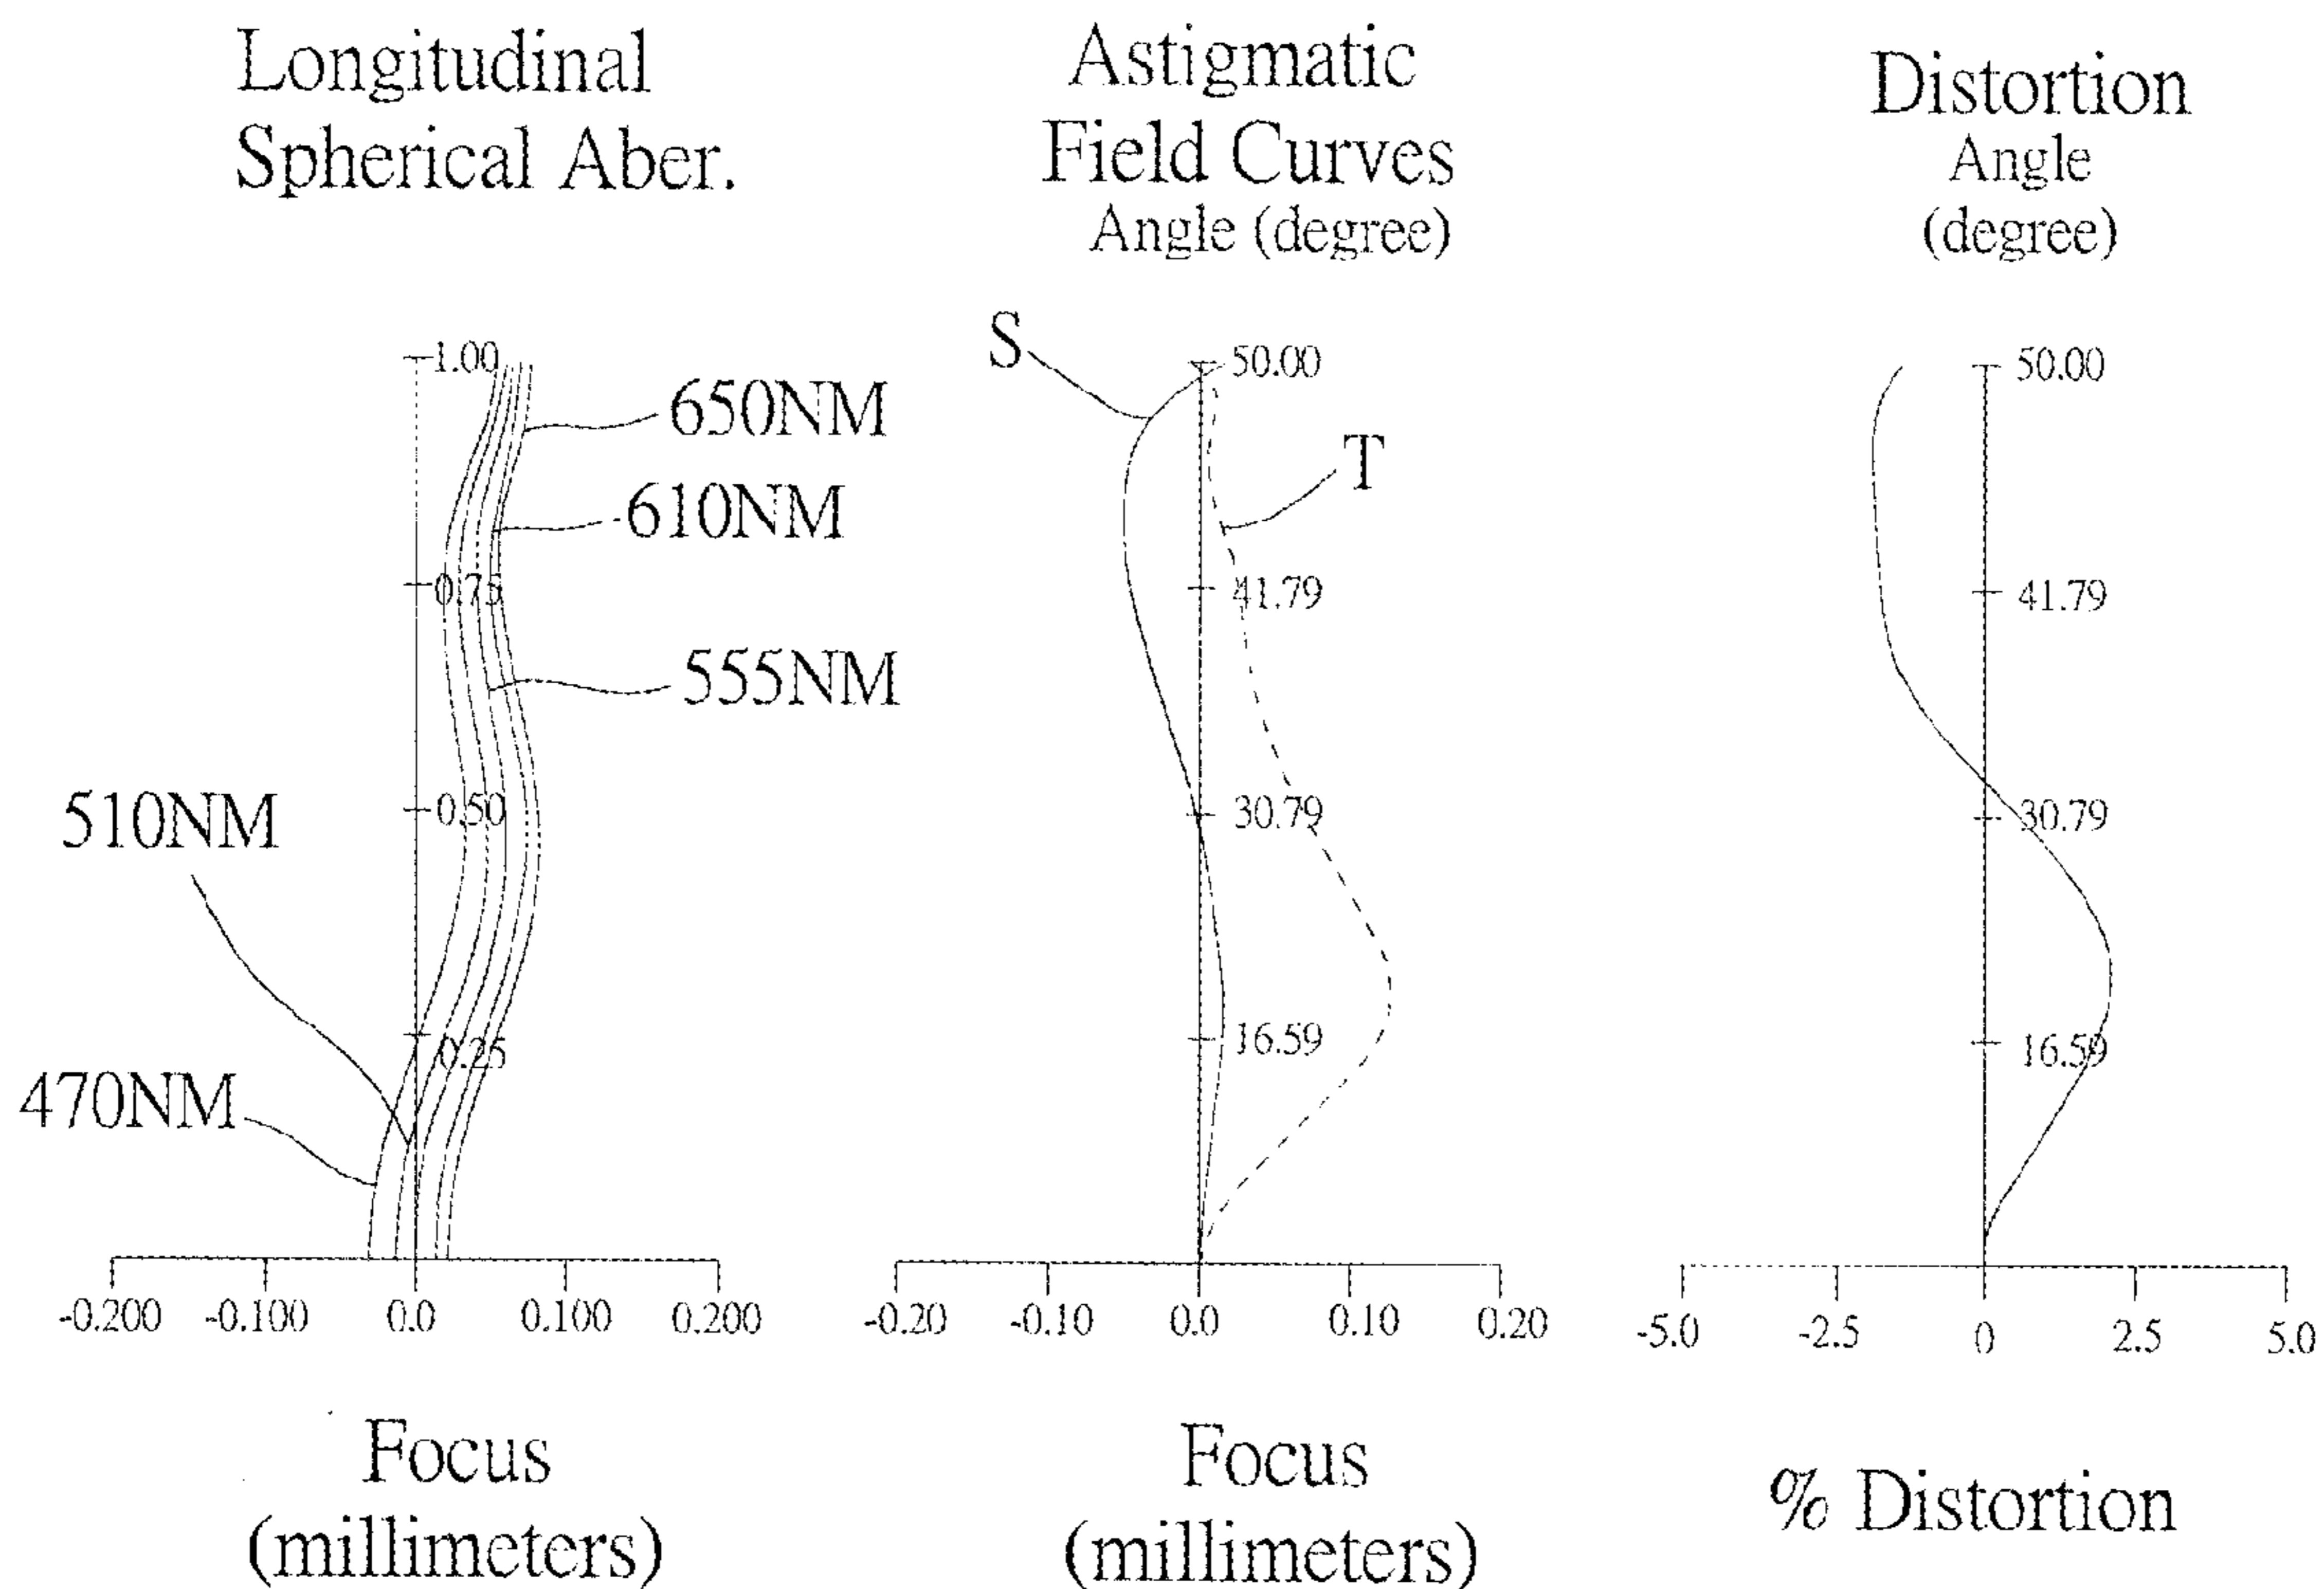 Longitudinal
Spherical Aber.
1.00
650NM
610NM
0.75
555NM
0.50
510NM
0.25
470NM
-0.200 -0.100 0.0 0.100 0.200
Focus
(millimeters)
Astigmatic
Field Curves
Angle (degree)
S
50.00
T
41.79
30.79
16.59
-0.20 -0.10 0.0 0.10 0.20
Focus
(millimeters)
Distortion
Angle
(degree)
50.00
41.79
30.79
16.59
-5.0 -2.5 0 2.5 5.0
% Distortion